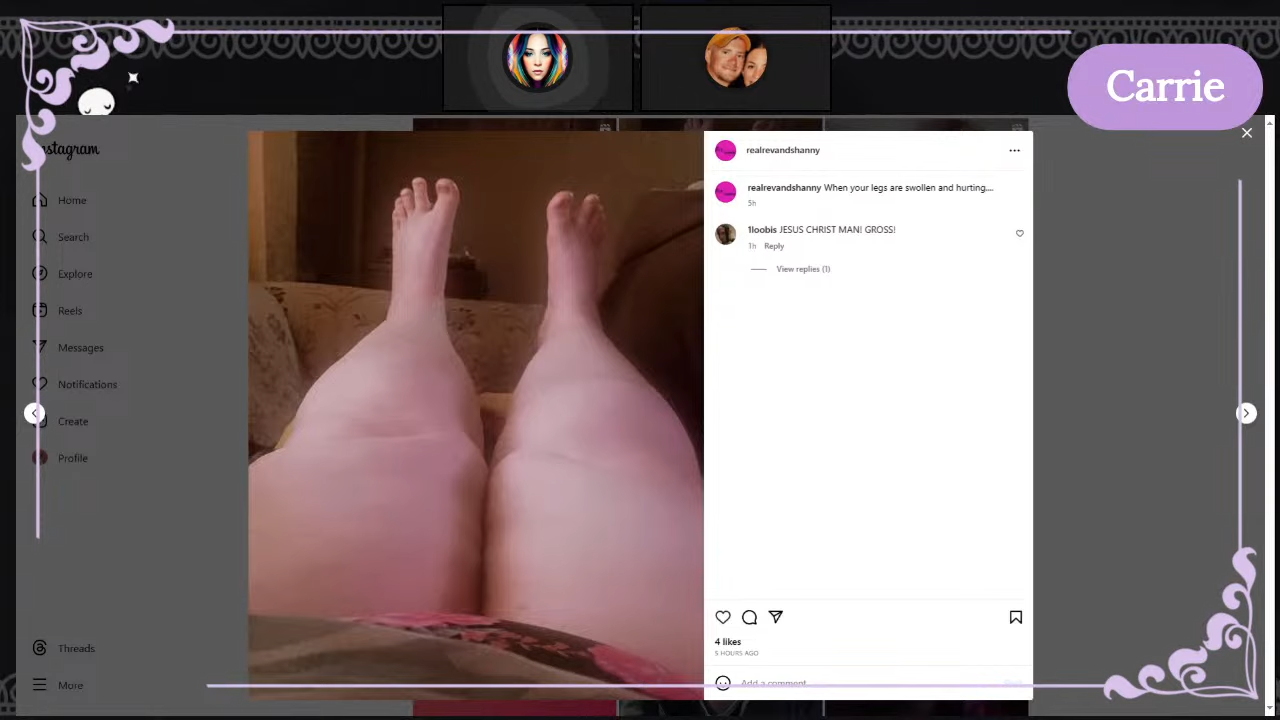 Carrie
Instagram
Home
Search
Explore
Reels
Messages
Notifications
Create
Profile
Threads
More
realrevandshanny
realrevandshanny When your legs are swollen and hurting....
5h
1loobis JESUS CHRIST MAN! GROSS!
1h Reply
View replies (1)
4 likes
5 HOURS AGO
Add a comment